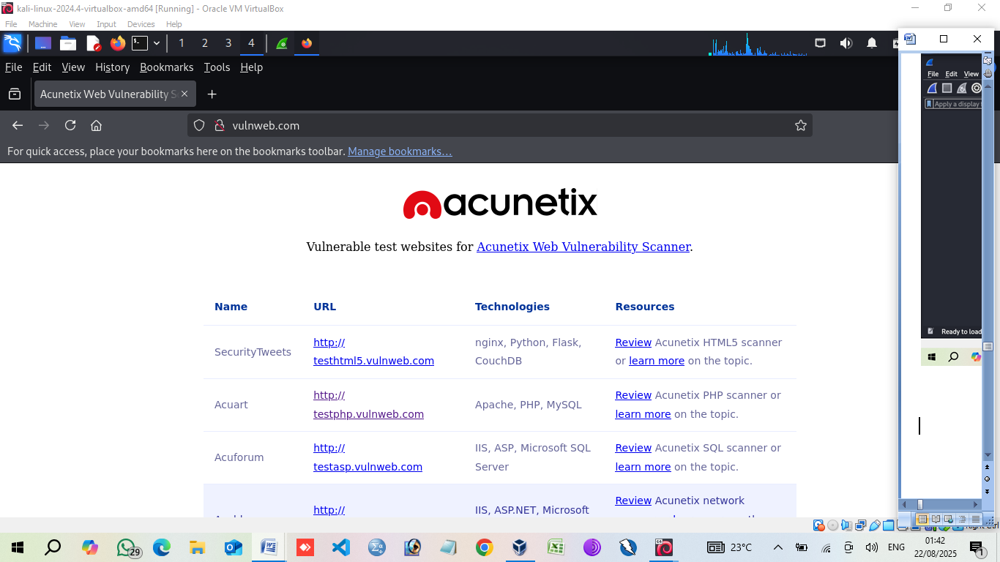 kali-linux-2024.4-virtualbox-amd64 [Running] - Oracle VM VirtualBox
File Machine View Input Devices Help
1 2 3 4
File Edit View History Bookmarks Tools Help
Acunetix Web Vulnerability S
vulnweb.com
For quick access, place your bookmarks here on the bookmarks toolbar. Manage bookmarks...
acunetix
Vulnerable test websites for Acunetix Web Vulnerability Scanner.
Name URL Technologies Resources
SecurityTweets
http://
testhtml5.vulnweb.com
nginx, Python, Flask,
CouchDB
Review Acunetix HTML5 scanner
or learn more on the topic.
Acuart
http://
testphp.vulnweb.com
Apache, PHP, MySQL
Review Acunetix PHP scanner or
learn more on the topic.
Acuforum
http://
testasp.vulnweb.com
IIS, ASP, Microsoft SQL
Server
Review Acunetix SQL scanner or
learn more on the topic.
http://
IIS, ASP.NET, Microsoft
Review Acunetix network
File Edit View
Apply a display
Ready to load
Right Ctrl
29
23°C
ENG
01:42
22/08/2025
1